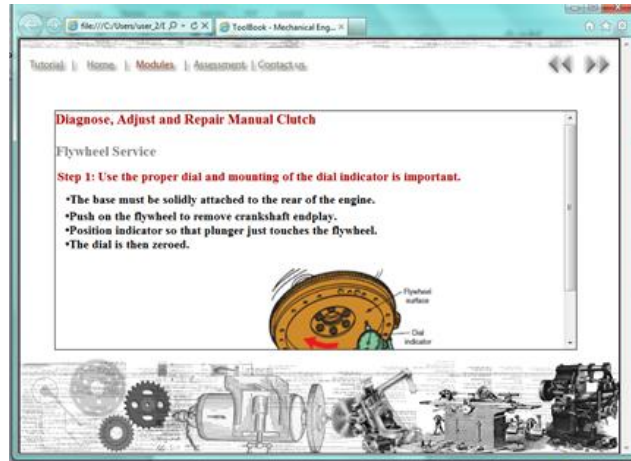 file:///C:/Users/user_2/
ToolBook - Mechanical Eng...
Tutorial | Home | Modules | Assessment | Contact us
Diagnose, Adjust and Repair Manual Clutch
Flywheel Service
Step 1: Use the proper dial and mounting of the dial indicator is important.
•The base must be solidly attached to the rear of the engine.
•Push on the flywheel to remove crankshaft endplay.
•Position indicator so that plunger just touches the flywheel.
•The dial is then zeroed.
Flywheel
surface
Dial
indicator